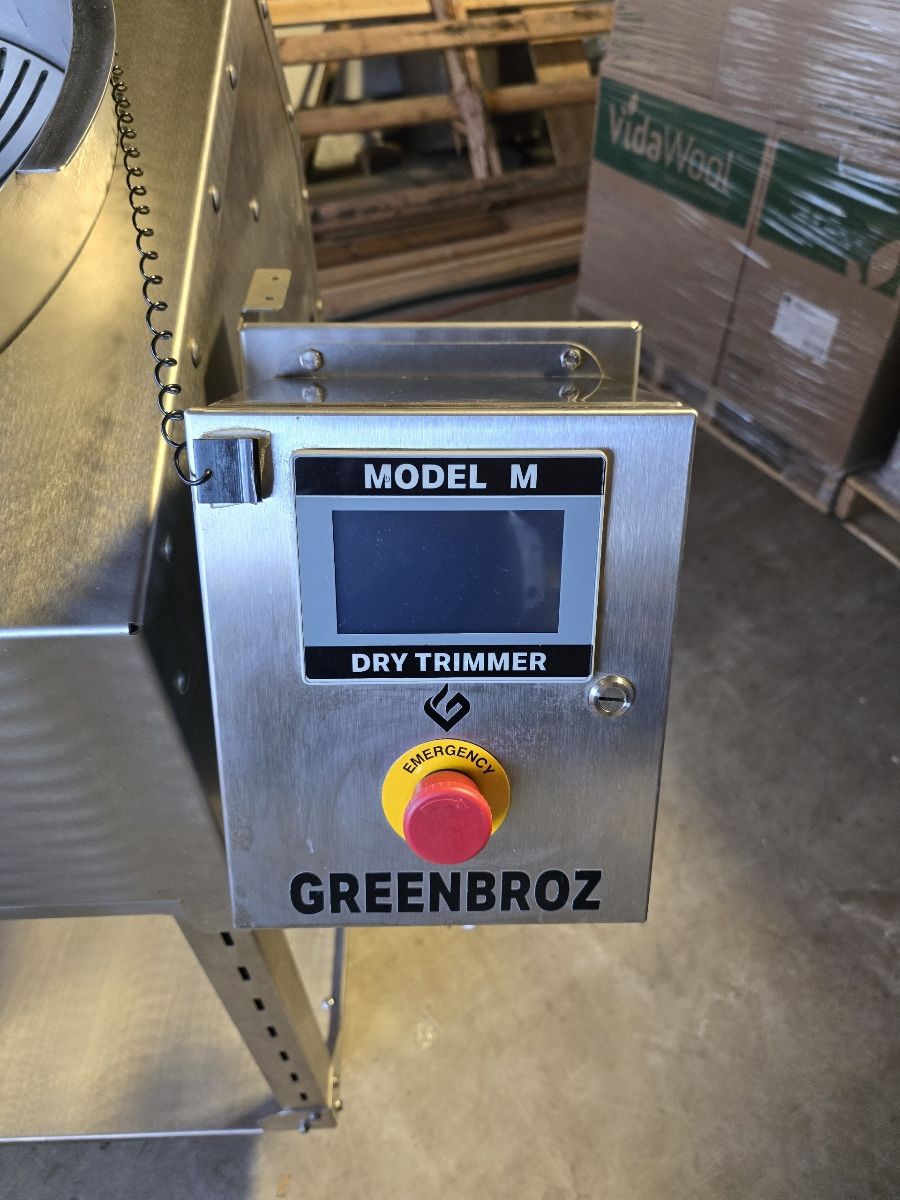 VidaWool
MODEL M
DRY TRIMMER
EMERGENCY
GREENBROZ